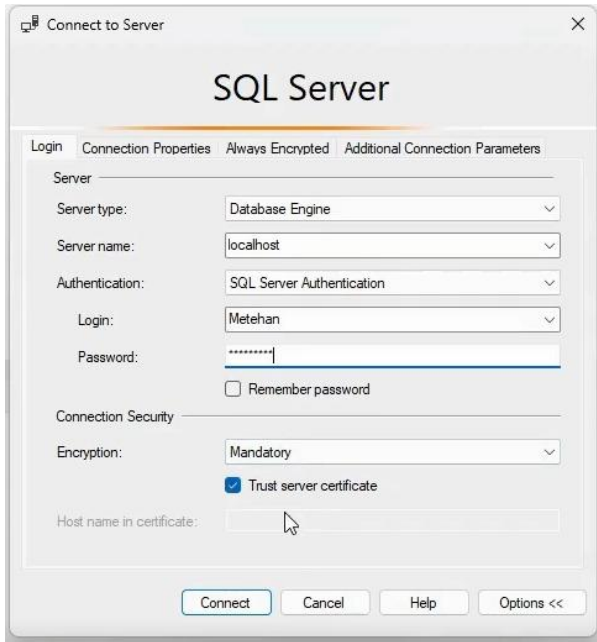 Connect to Server
SQL Server
Login Connection Properties Always Encrypted Additional Connection Parameters
Server
Server type: Database Engine
Server name: localhost
Authentication: SQL Server Authentication
Login: Metehan
Password: *********
Remember password
Connection Security
Encryption: Mandatory
Trust server certificate
Host name in certificate:
Connect Cancel Help Options <<